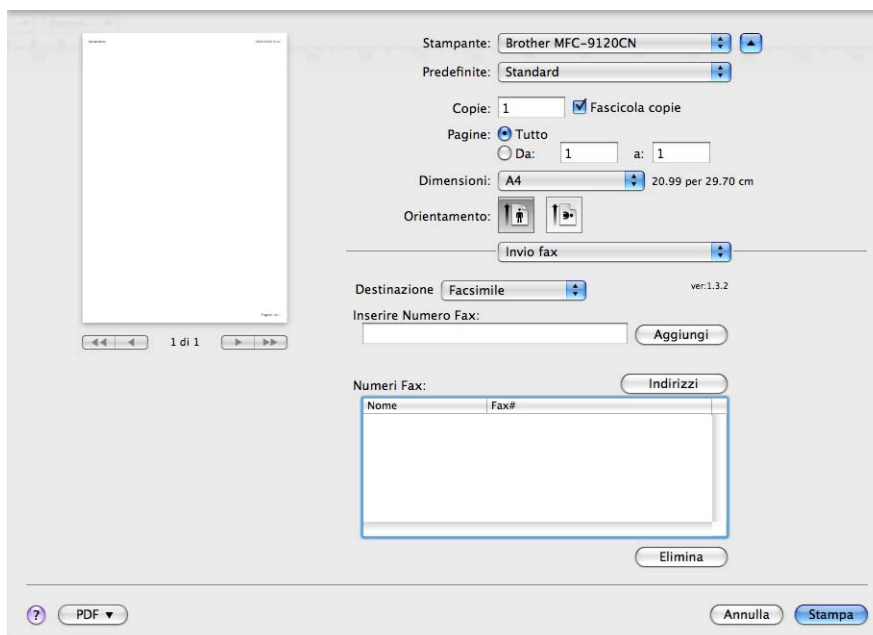 Stampante: Brother MFC-9120CN
Predefinite: Standard
Copie: 1 Fascicola copie
Pagine: Tutto
Da: 1 a: 1
Dimensioni: A4 20.99 per 29.70 cm
Orientamento:
Invio fax
Destinazione Facsimile ver:1.3.2
Inserire Numero Fax:
Aggiungi
1 di 1
Numeri Fax: Indirizzi
Nome Fax#
Elimina
? PDF Annulla Stampa